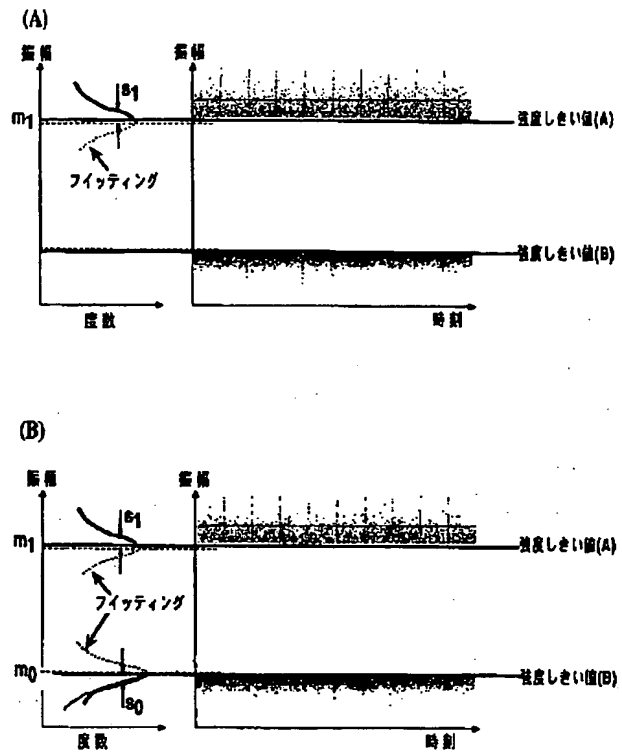 (A)
振幅
振幅
s1
m1
強度しきい値(A)
フイッティング
強度しきい値(B)
度数
時刻
(B)
振幅
振幅
s1
m1
強度しきい値(A)
フイッティング
m0
強度しきい値(B)
s0
度数
時刻